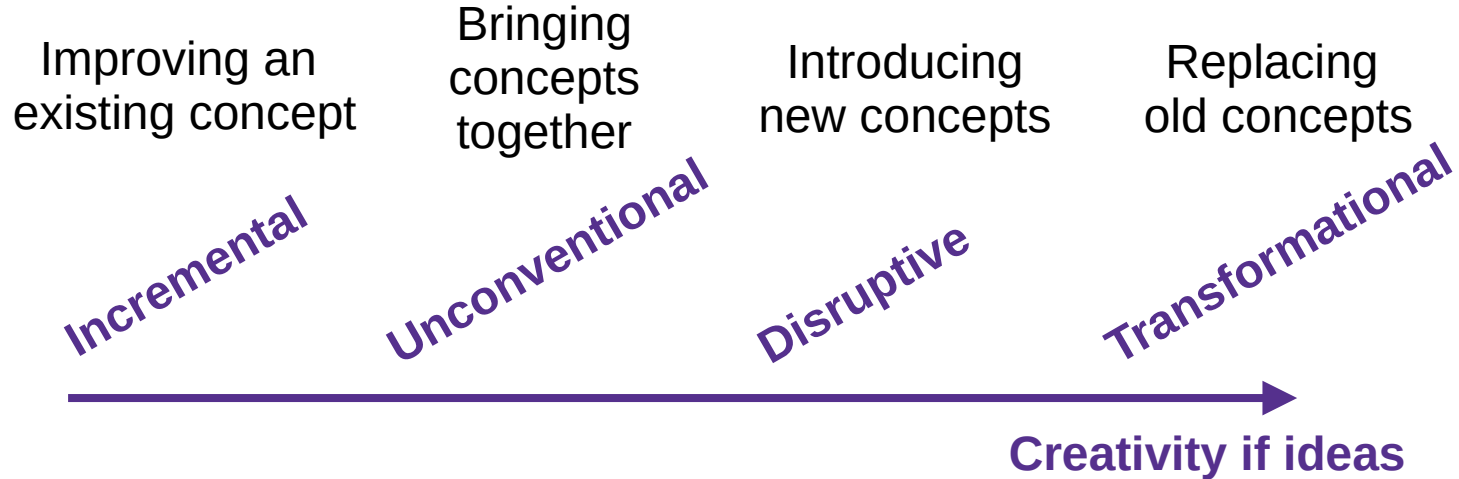 Improving an
existing concept
Bringing
concepts
together
Introducing
new concepts
Replacing
old concepts
Incremental
Unconventional
Disruptive
Transformational
Creativity if ideas